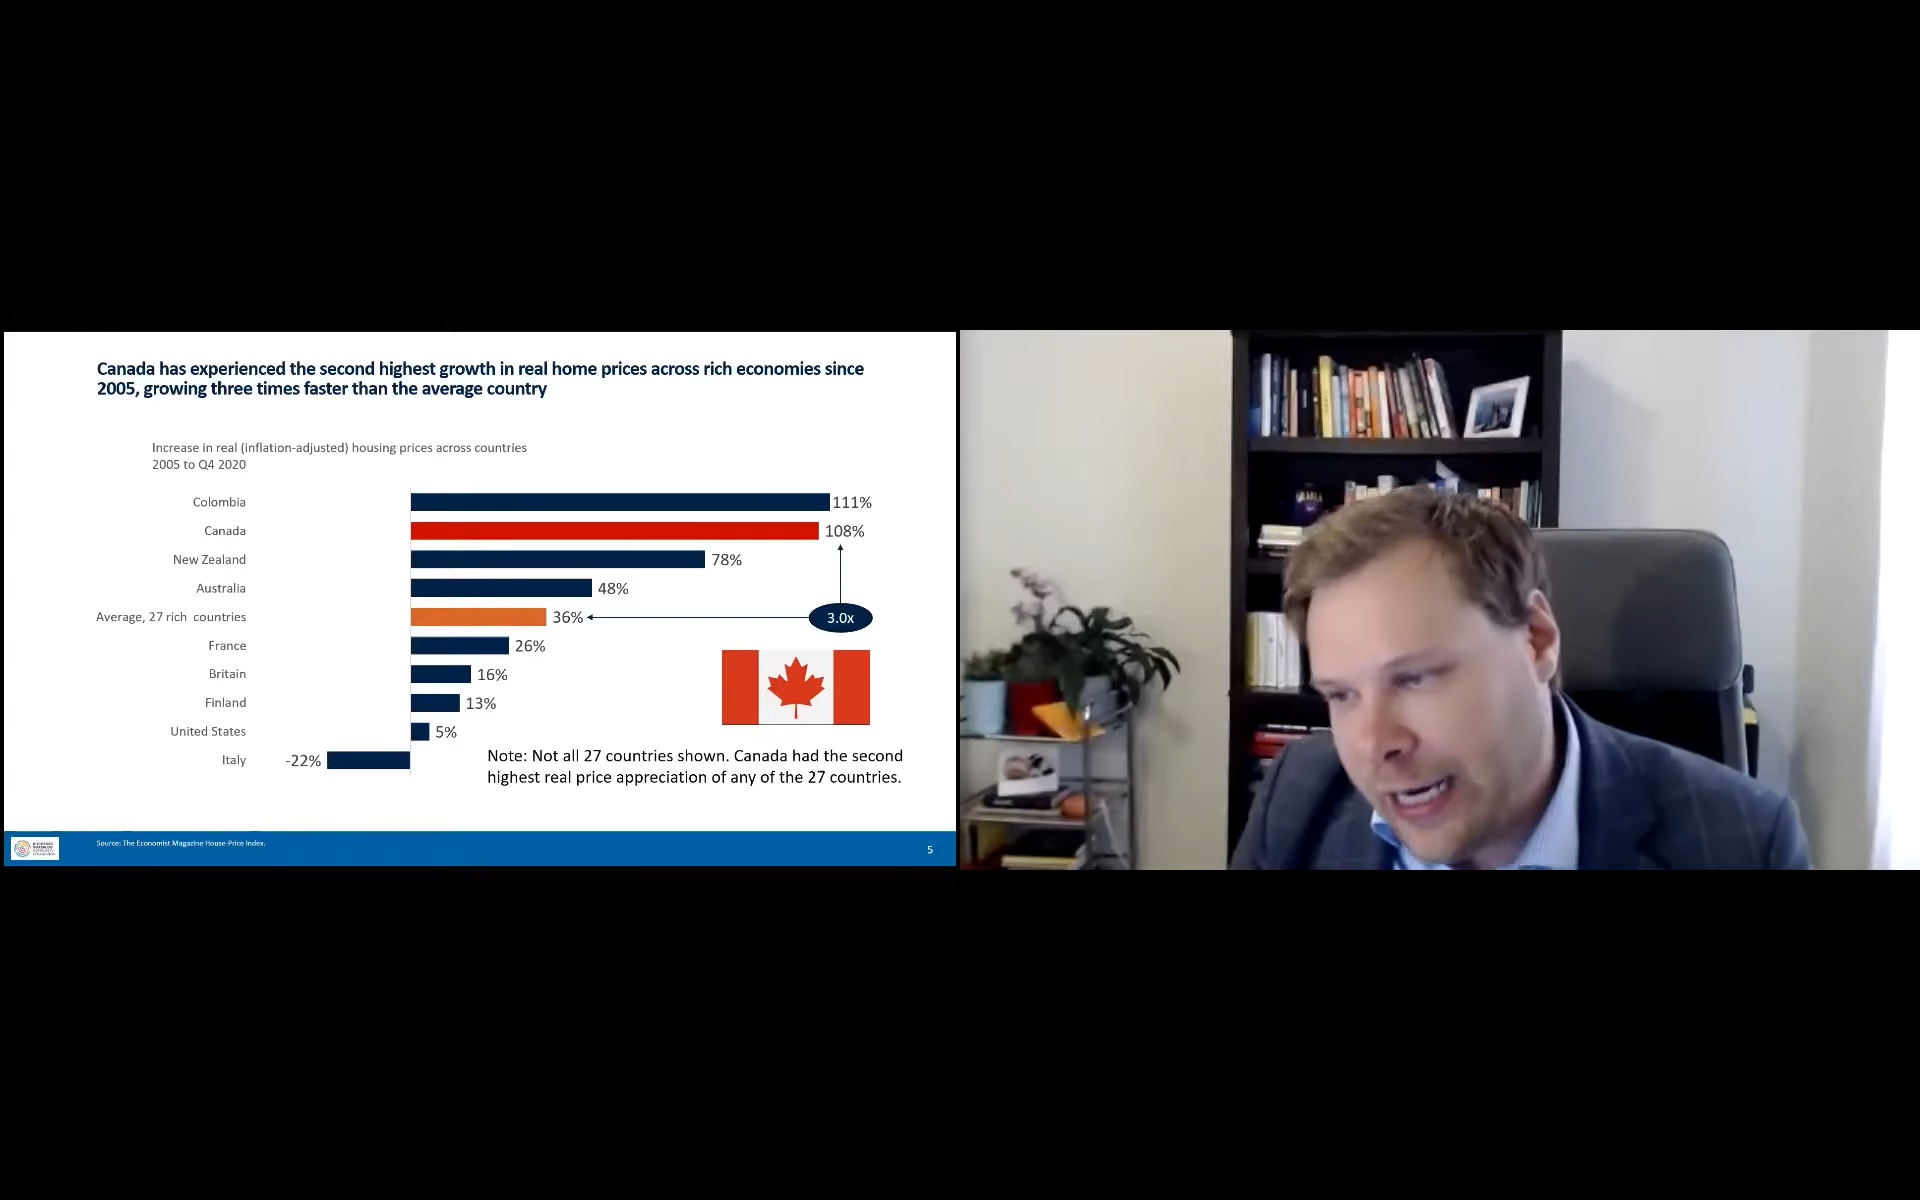 Canada has experienced the second highest growth in real home prices across rich economies since
2005, growing three times faster than the average country
Increase in real (inflation-adjusted) housing prices across countries
2005 to Q4 2020
Colombia 111%
Canada 108%
New Zealand 78%
Australia 48%
Average, 27 rich countries 36% 3.0x
France 26%
Britain 16%
Finland 13%
United States 5%
Italy -22%
Note: Not all 27 countries shown. Canada had the second
highest real price appreciation of any of the 27 countries.
Source: The Economist Magazine House-Price Index.
5